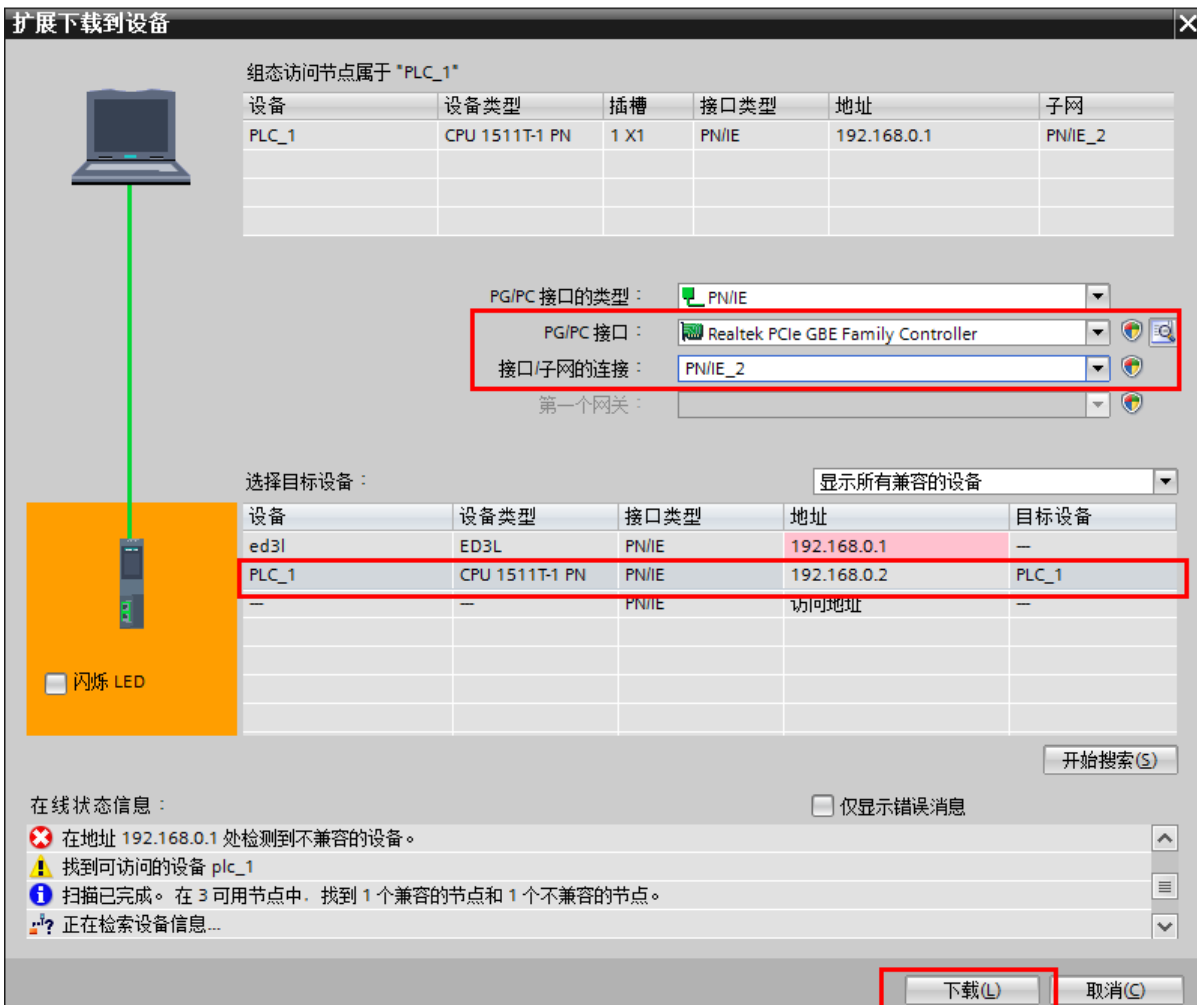 扩展下载到设备
组态访问节点属于 "PLC_1"
设备 设备类型 插槽 接口类型 地址 子网
PLC_1 CPU 1511T-1 PN 1 X1 PN/IE 192.168.0.1 PN/IE_2
PG/PC 接口的类型： PN/IE
PG/PC 接口： Realtek PCIe GBE Family Controller
接口/子网的连接： PN/IE_2
第一个网关：
选择目标设备： 显示所有兼容的设备
设备 设备类型 接口类型 地址 目标设备
ed3l ED3L PN/IE 192.168.0.1 —
PLC_1 CPU 1511T-1 PN PN/IE 192.168.0.2 PLC_1
— — PN/IE 访问地址 —
闪烁 LED
开始搜索(S)
在线状态信息： 仅显示错误消息
在地址 192.168.0.1 处检测到不兼容的设备。
找到可访问的设备 plc_1
扫描已完成。在 3 可用节点中，找到 1 个兼容的节点和 1 个不兼容的节点。
正在检索设备信息...
下载(L) 取消(C)